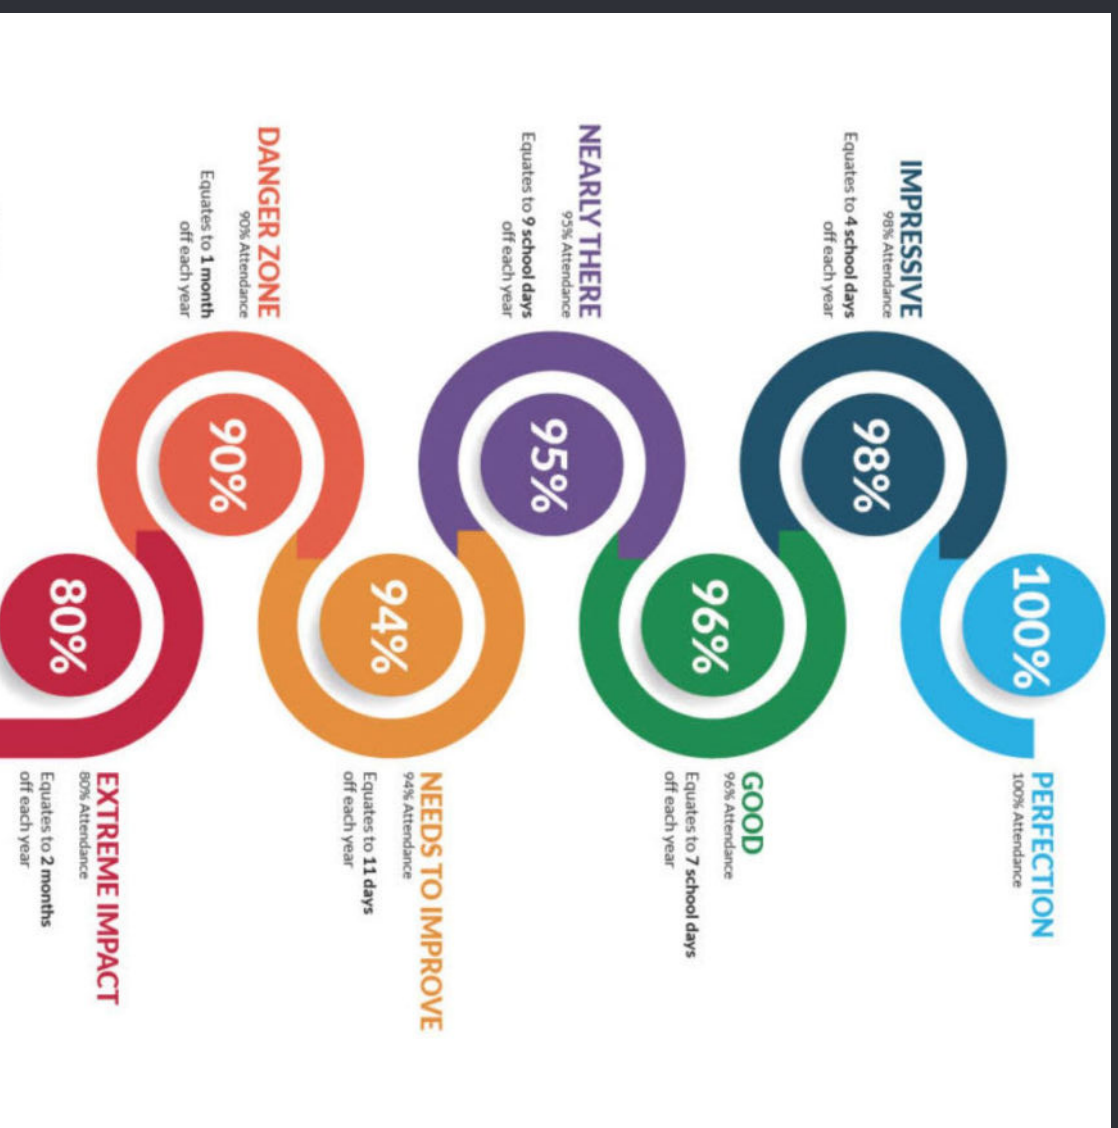 PERFECTION
100% Attendance
100%
IMPRESSIVE
98% Attendance
Equates to 4 school days
off each year
98%
GOOD
96% Attendance
Equates to 7 school days
off each year
96%
NEARLY THERE
95% Attendance
Equates to 9 school days
off each year
95%
NEEDS TO IMPROVE
94% Attendance
Equates to 11 days
off each year
94%
DANGER ZONE
90% Attendance
Equates to 1 month
off each year
90%
EXTREME IMPACT
80% Attendance
Equates to 2 months
off each year
80%